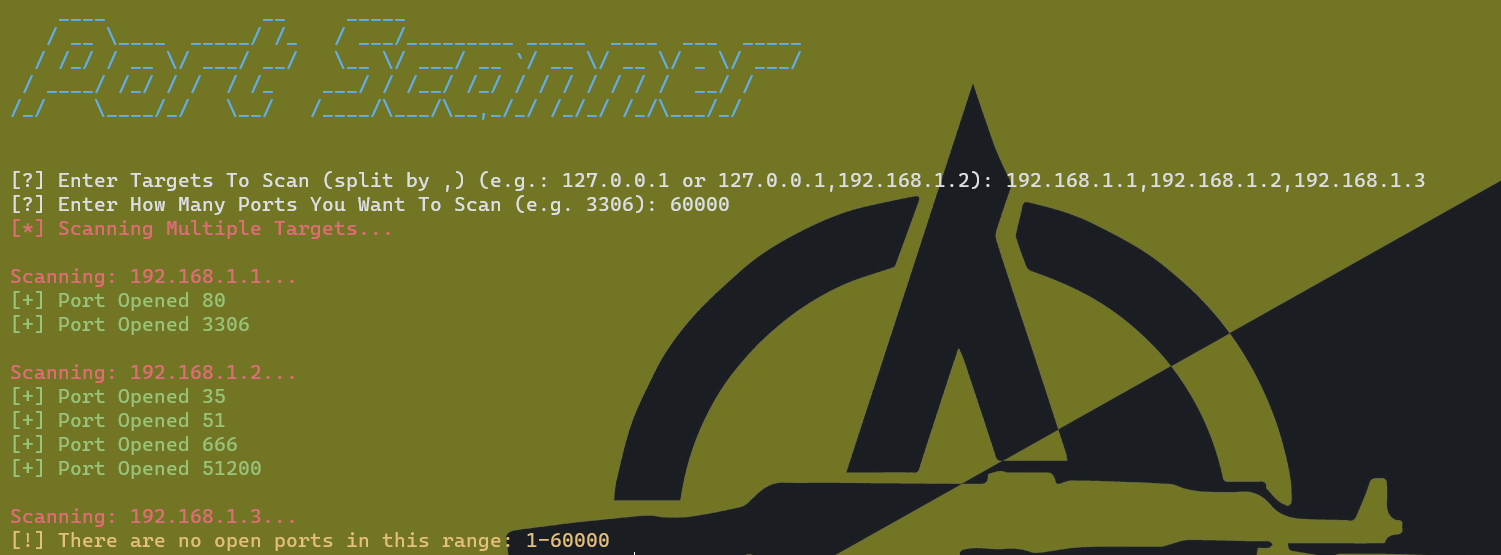 Port Scanner
[?] Enter Targets To Scan (split by ,) (e.g.: 127.0.0.1 or 127.0.0.1,192.168.1.2): 192.168.1.1,192.168.1.2,192.168.1.3
[?] Enter How Many Ports You Want To Scan (e.g. 3306): 60000
[*] Scanning Multiple Targets...
Scanning: 192.168.1.1...
[+] Port Opened 80
[+] Port Opened 3306
Scanning: 192.168.1.2...
[+] Port Opened 35
[+] Port Opened 51
[+] Port Opened 666
[+] Port Opened 51200
Scanning: 192.168.1.3...
[!] There are no open ports in this range: 1-60000